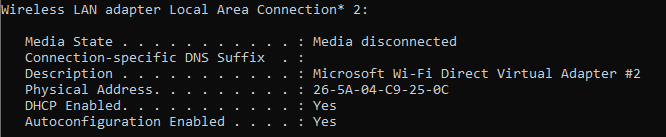 Wireless LAN adapter Local Area Connection* 2:
Media State . . . . . . . . . . . : Media disconnected
Connection-specific DNS Suffix  . :
Description . . . . . . . . . . . : Microsoft Wi-Fi Direct Virtual Adapter #2
Physical Address. . . . . . . . . : 26-5A-04-C9-25-0C
DHCP Enabled. . . . . . . . . . . : Yes
Autoconfiguration Enabled . . . . : Yes